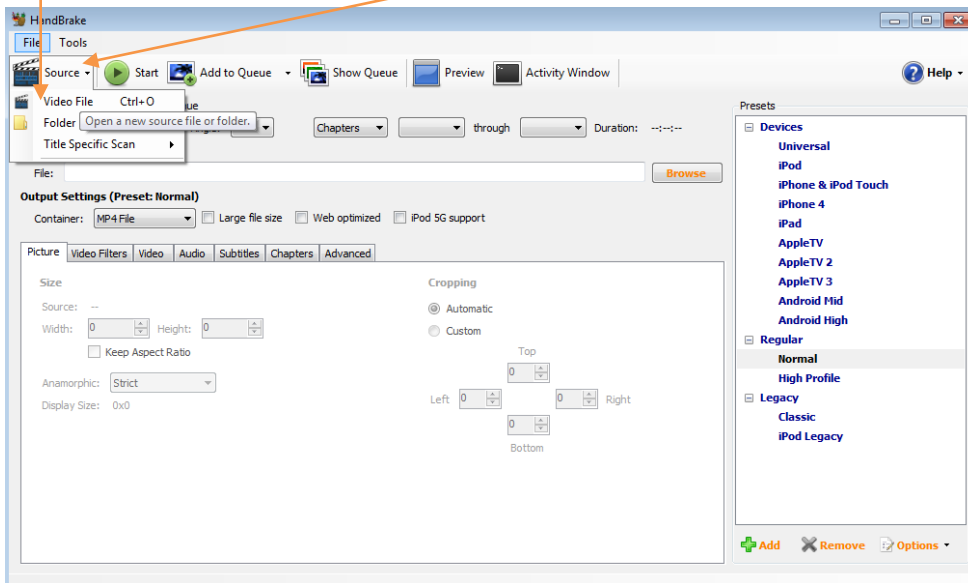 HandBrake
File Tools
Source Start Add to Queue Show Queue Preview Activity Window Help
Video File Ctrl+O
Folder
Open a new source file or folder.
Title Specific Scan
Chapters through Duration: --:--:--
File: Browse
Output Settings (Preset: Normal)
Container: MP4 File Large file size Web optimized iPod 5G support
Picture Video Filters Video Audio Subtitles Chapters Advanced
Size
Source: --
Width: 0 Height: 0
Keep Aspect Ratio
Anamorphic: Strict
Display Size: 0x0
Cropping
Automatic
Custom
Top
0
Left 0 0 Right
0
Bottom
Presets
Devices
Universal
iPod
iPhone & iPod Touch
iPhone 4
iPad
AppleTV
AppleTV 2
AppleTV 3
Android Mid
Android High
Regular
Normal
High Profile
Legacy
Classic
iPod Legacy
Add Remove Options